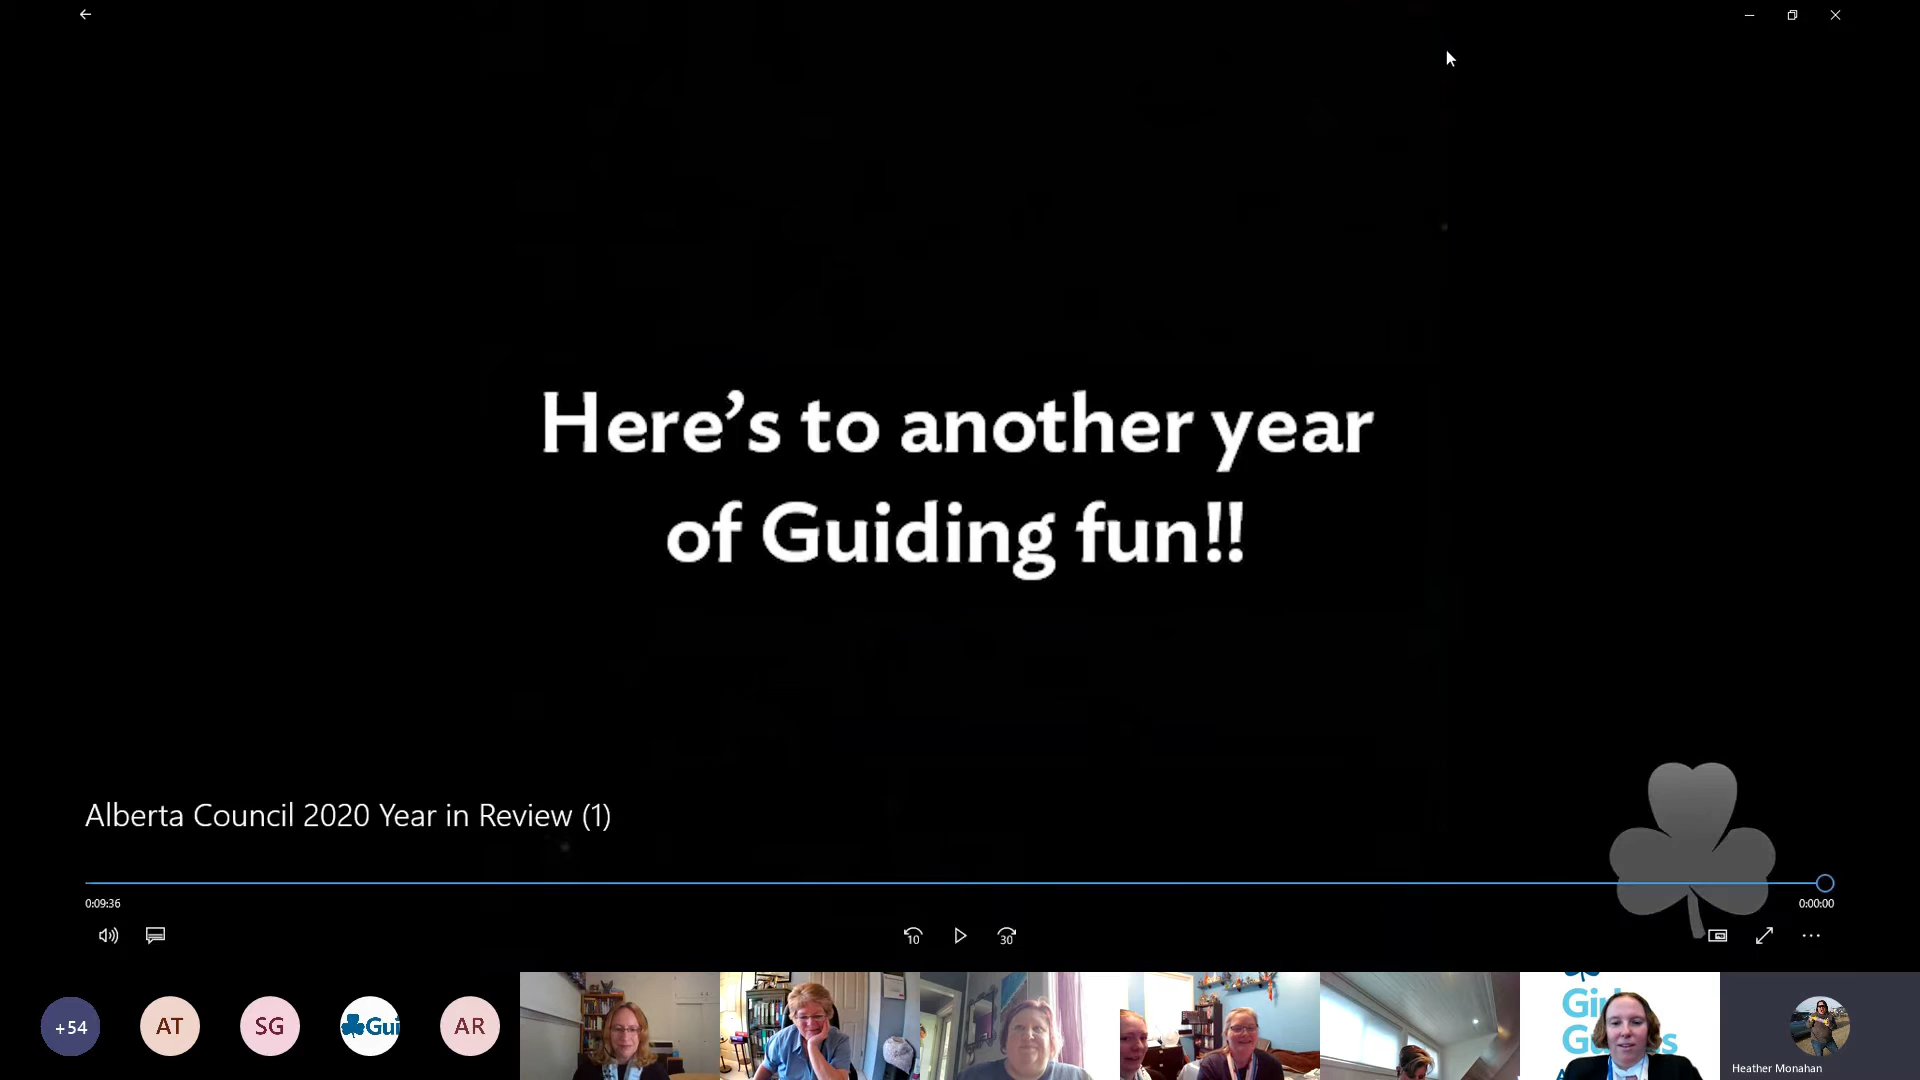 Here's to another year
of Guiding fun!!
Alberta Council 2020 Year in Review (1)
0:09:36
0:00:00
10
30
+54
AT
SG
Gui
AR
Heather Monahan